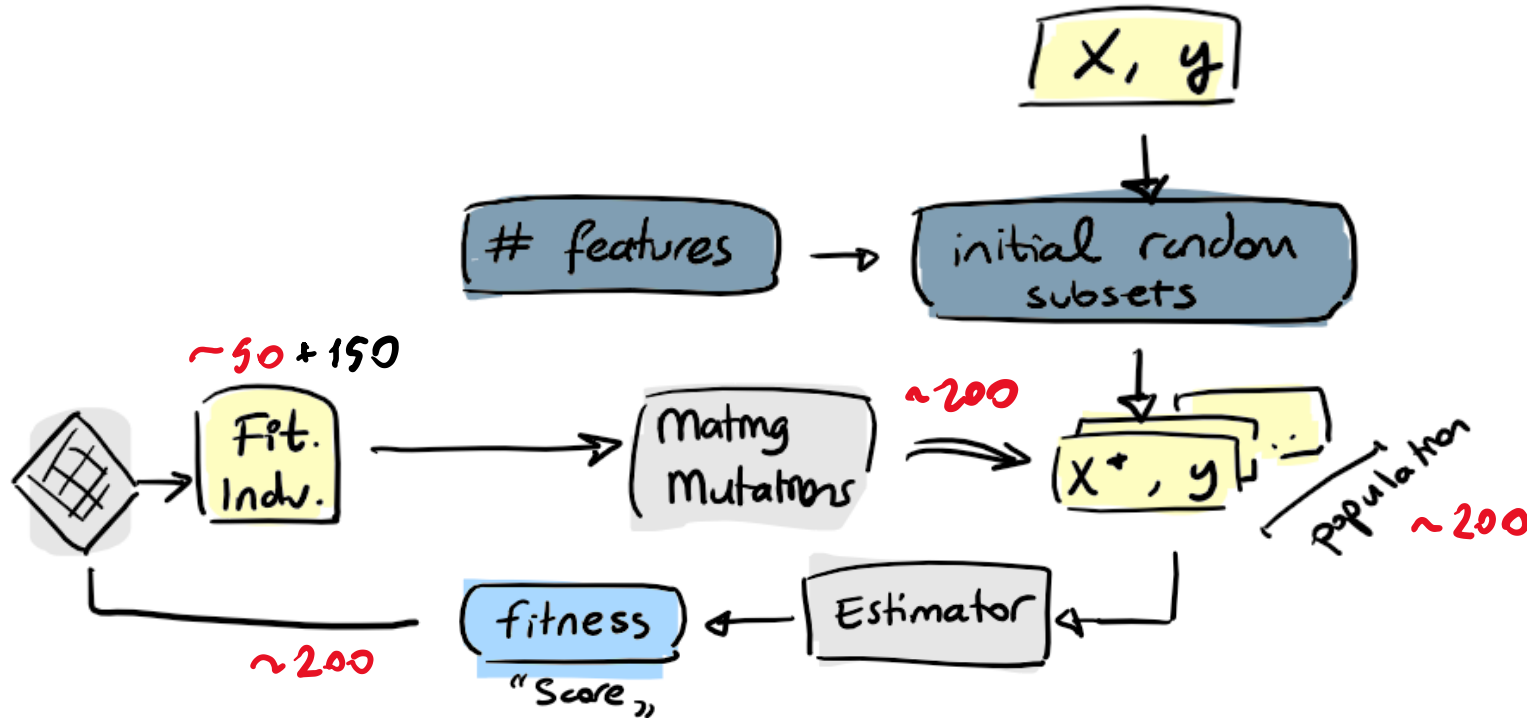 X, y
# features
initial random
subsets
~50 + 150
Fit.
Indv.
Mating
Mutations
~200
X*, y
..
population
~200
Estimator
fitness
"Score„
~200